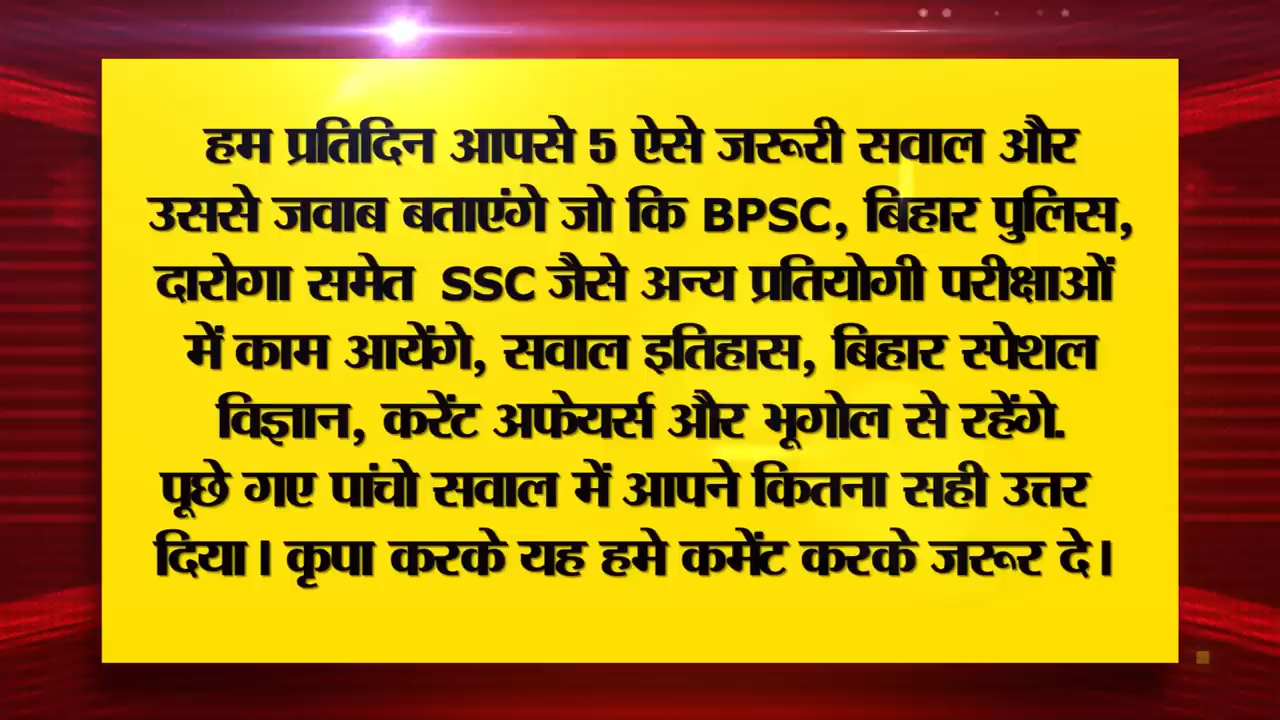 हम प्रतिदिन आपसे 5 ऐसे जरूरी सवाल और
उससे जवाब बताएंगे जो कि BPSC, बिहार पुलिस,
दारोगा समेत SSC जैसे अन्य प्रतियोगी परीक्षाओं
में काम आयेंगे, सवाल इतिहास, बिहार स्पेशल
विज्ञान, करेंट अफेयर्स और भूगोल से रहेंगे.
पूछे गए पांचो सवाल में आपने कितना सही उत्तर
दिया। कृपा करके यह हमे कमेंट करके जरूर दे।